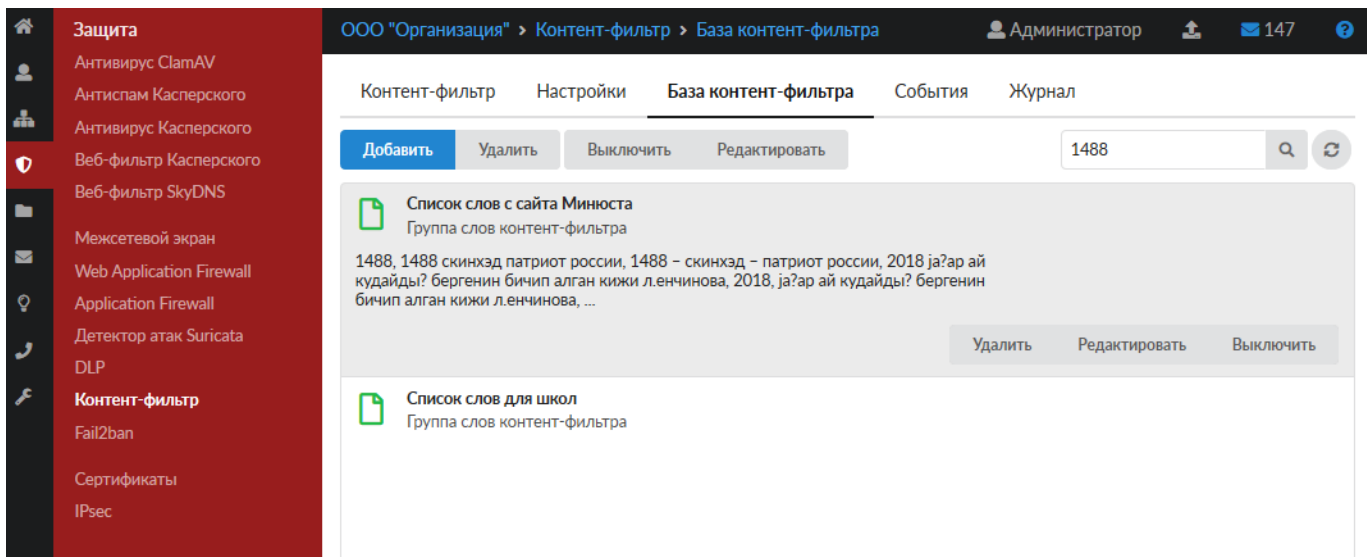 Защита
Антивирус ClamAV
Антиспам Касперского
Антивирус Касперского
Веб-фильтр Касперского
Веб-фильтр SkyDNS
Межсетевой экран
Web Application Firewall
Application Firewall
Детектор атак Suricata
DLP
Контент-фильтр
Fail2ban
Сертификаты
IPsec
ООО "Организация" > Контент-фильтр > База контент-фильтра
Администратор
147
Контент-фильтр Настройки База контент-фильтра События Журнал
Добавить Удалить Выключить Редактировать
1488
Список слов с сайта Минюста
Группа слов контент-фильтра
1488, 1488 скинхэд патриот россии, 1488 – скинхэд – патриот россии, 2018 ja?ар ай
кудайды? бергенин бичип алган кижи л.енчинова, 2018, ja?ар ай кудайды? бергенин
бичип алган кижи л.енчинова, ...
Удалить Редактировать Выключить
Список слов для школ
Группа слов контент-фильтра